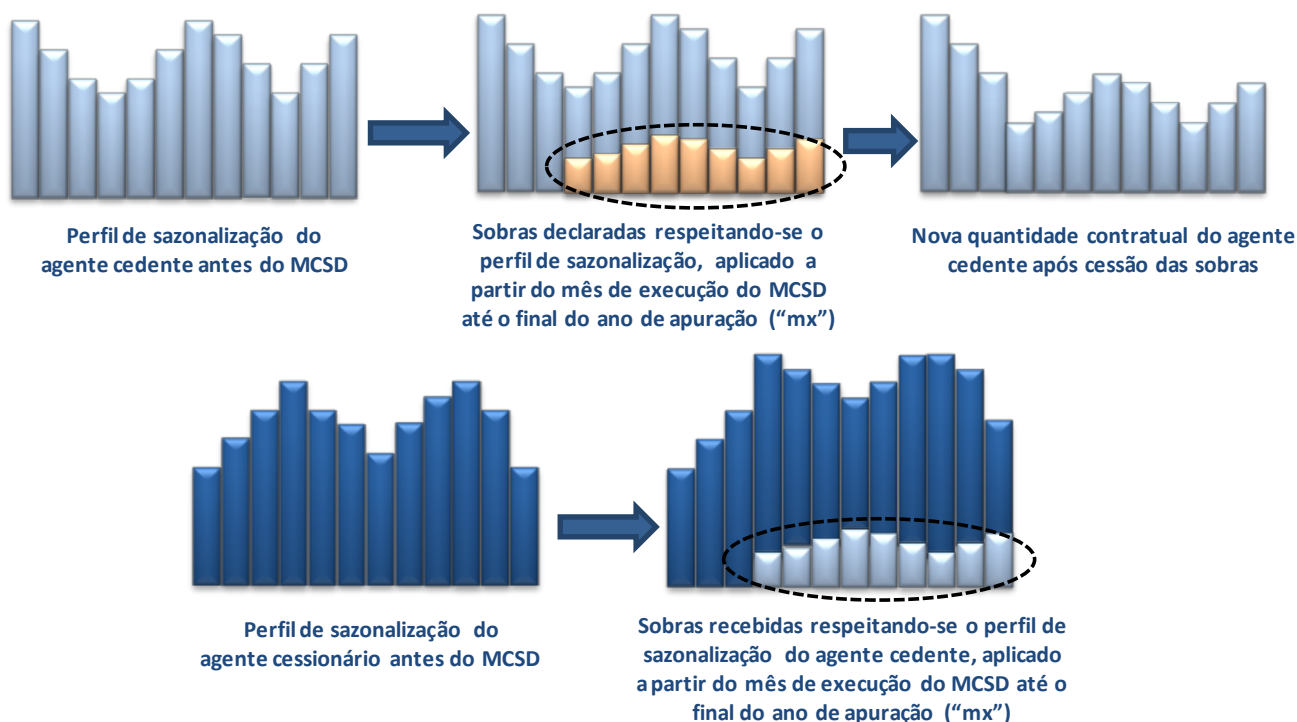 Perfil de sazonalização do
agente cedente antes do MCSD
Sobras declaradas respeitando-se o
perfil de sazonalização, aplicado a
partir do mês de execução do MCSD
até o final do ano de apuração (“mx”)
Nova quantidade contratual do agente
cedente após cessão das sobras
Perfil de sazonalização do
agente cessionário antes do MCSD
Sobras recebidas respeitando-se o perfil de
sazonalização do agente cedente, aplicado
a partir do mês de execução do MCSD até o
final do ano de apuração (“mx”)